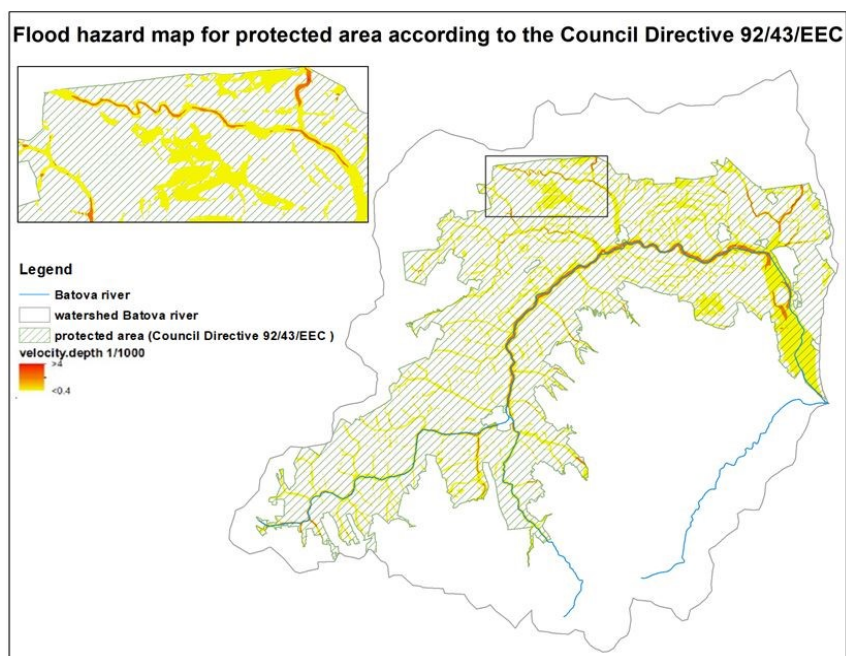 Flood hazard map for protected area according to the Council Directive 92/43/EEC
Legend
Batova river
watershed Batova river
protected area (Council Directive 92/43/EEC )
velocity.depth 1/1000
>4
<0.4